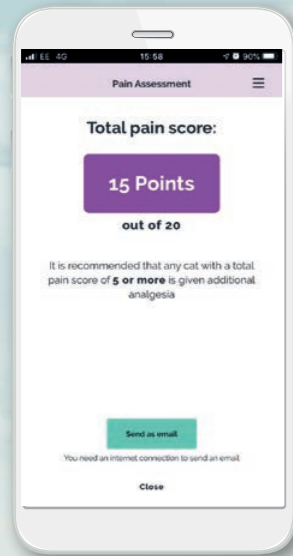 EE 4G 15:58 90%
Pain Assessment
Total pain score:
15 Points
out of 20
It is recommended that any cat with a total
pain score of 5 or more is given additional
analgesia
Send as email
You need an internet connection to send an email
Close